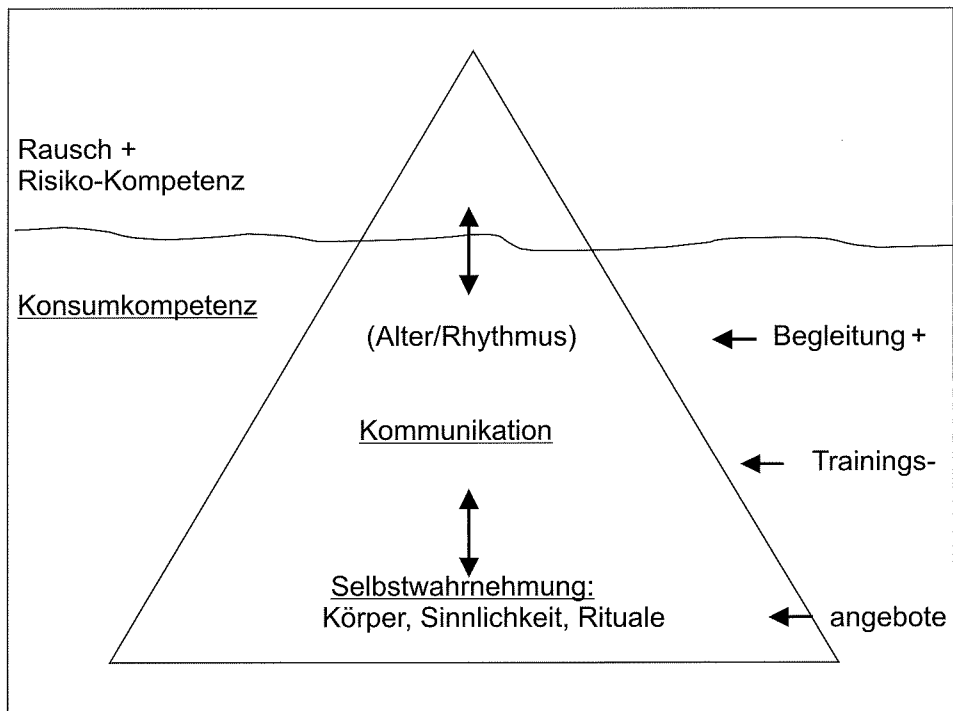 Rausch +
Risiko-Kompetenz
Konsumkompetenz
(Alter/Rhythmus)
Begleitung +
Kommunikation
Trainings-
Selbstwahrnehmung:
Körper, Sinnlichkeit, Rituale
angebote